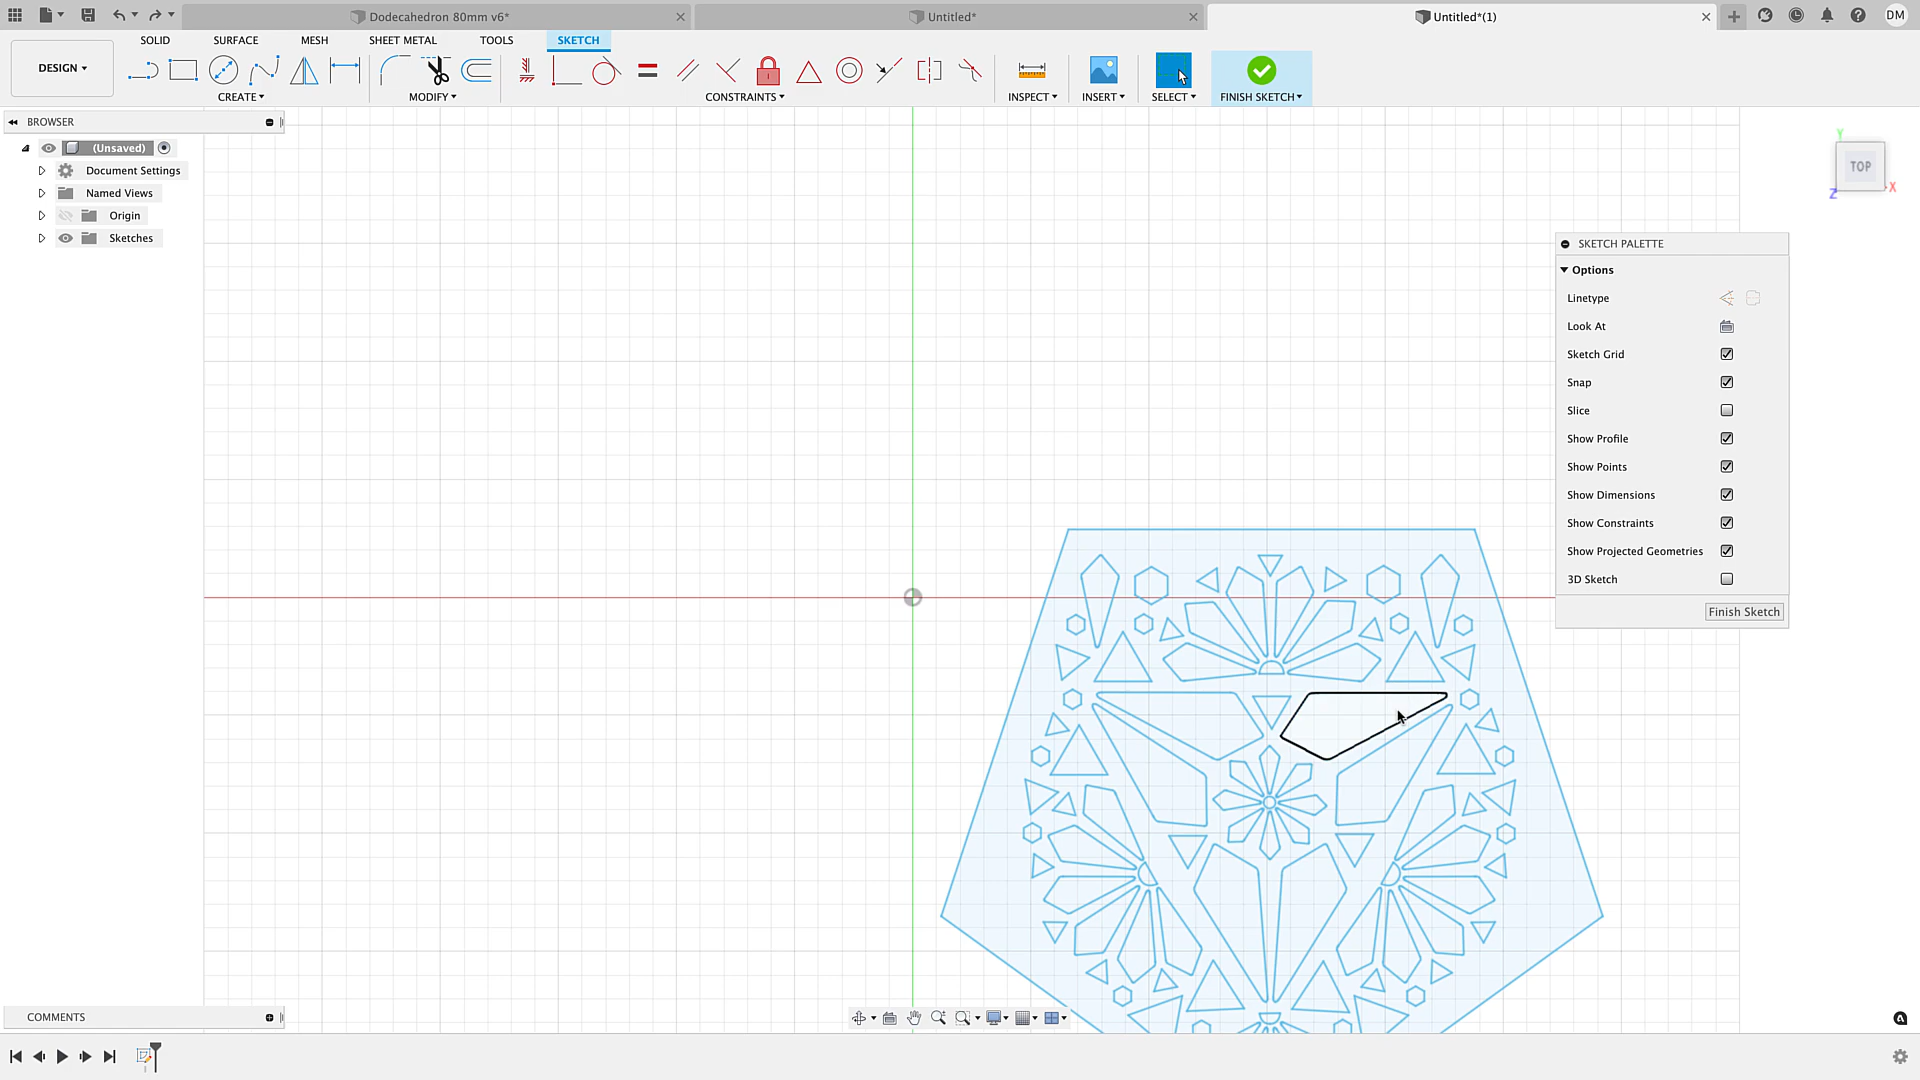 Dodecahedron 80mm v6*
Untitled*
Untitled*(1)
DM
SOLID
SURFACE
MESH
SHEET METAL
TOOLS
SKETCH
DESIGN
CREATE
MODIFY
CONSTRAINTS
INSPECT
INSERT
SELECT
FINISH SKETCH
BROWSER
(Unsaved)
Document Settings
Named Views
Origin
Sketches
Y
TOP
X
Z
SKETCH PALETTE
Options
Linetype
Look At
Sketch Grid
Snap
Slice
Show Profile
Show Points
Show Dimensions
Show Constraints
Show Projected Geometries
3D Sketch
Finish Sketch
COMMENTS